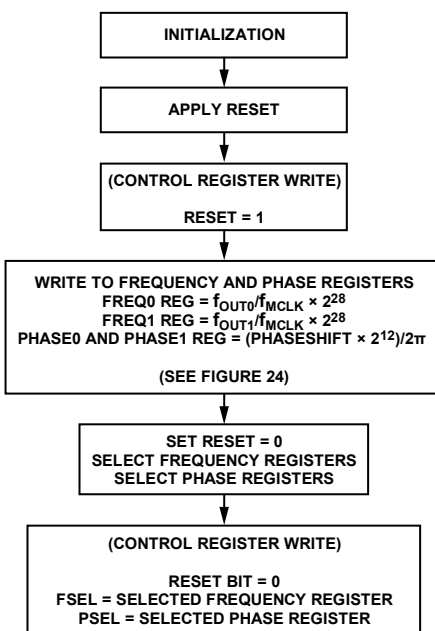 INITIALIZATION
APPLY RESET
(CONTROL REGISTER WRITE)
RESET = 1
WRITE TO FREQUENCY AND PHASE REGISTERS
FREQ0 REG = fOUT0/fMCLK × 2^28
FREQ1 REG = fOUT1/fMCLK × 2^28
PHASE0 AND PHASE1 REG = (PHASESHIFT × 2^12)/2π
(SEE FIGURE 24)
SET RESET = 0
SELECT FREQUENCY REGISTERS
SELECT PHASE REGISTERS
(CONTROL REGISTER WRITE)
RESET BIT = 0
FSEL = SELECTED FREQUENCY REGISTER
PSEL = SELECTED PHASE REGISTER